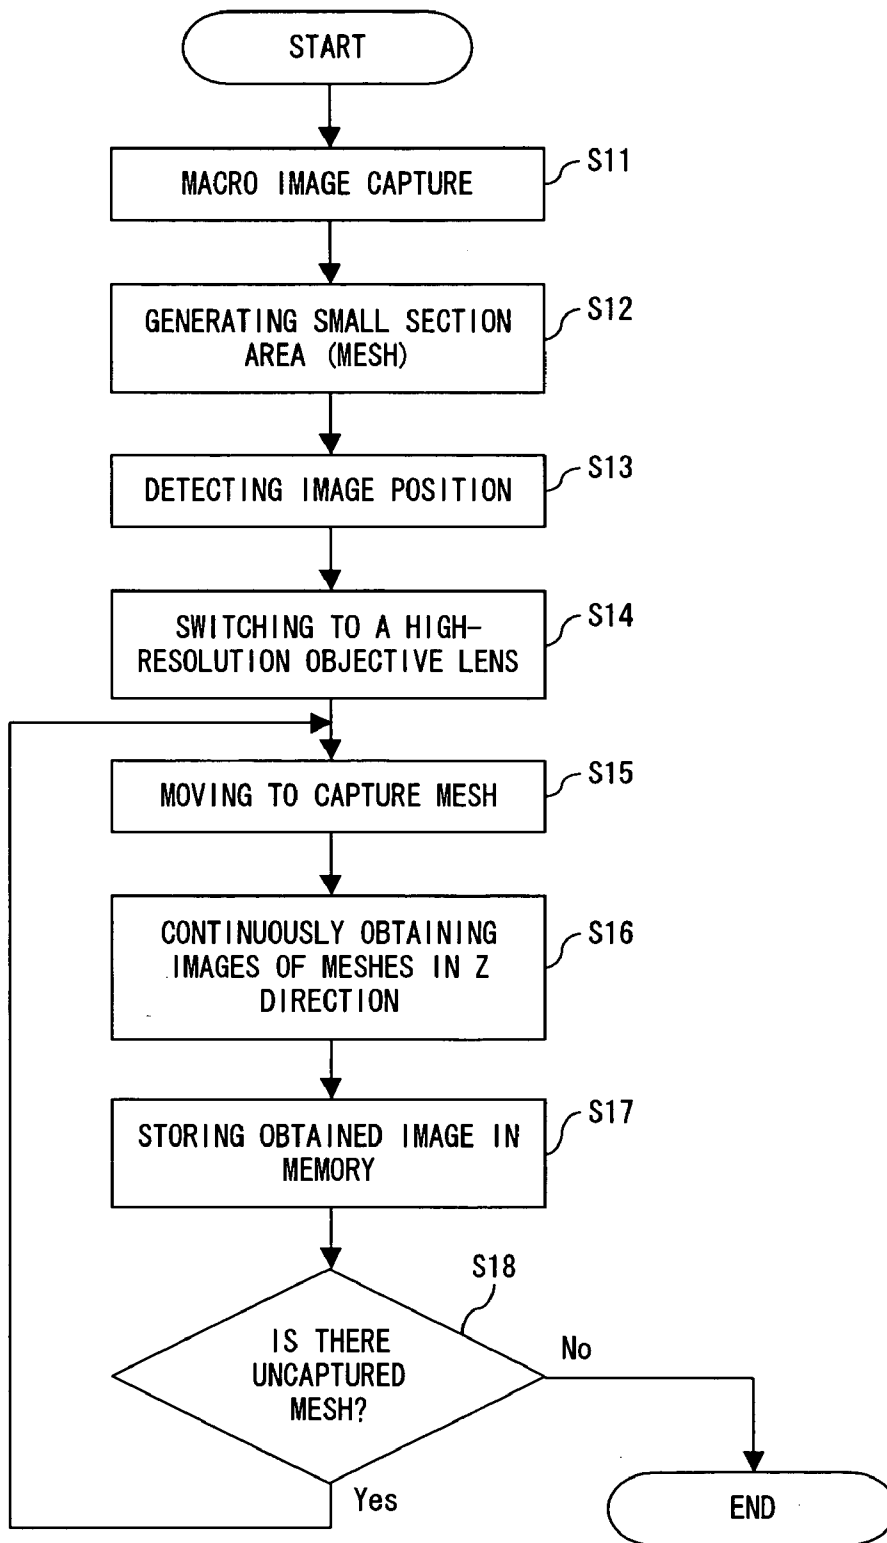 START
MACRO IMAGE CAPTURE
S11
GENERATING SMALL SECTION
AREA (MESH)
S12
DETECTING IMAGE POSITION
S13
SWITCHING TO A HIGH-
RESOLUTION OBJECTIVE LENS
S14
MOVING TO CAPTURE MESH
S15
CONTINUOUSLY OBTAINING
IMAGES OF MESHES IN Z
DIRECTION
S16
STORING OBTAINED IMAGE IN
MEMORY
S17
IS THERE
UNCAPTURED
MESH?
S18
No
Yes
END